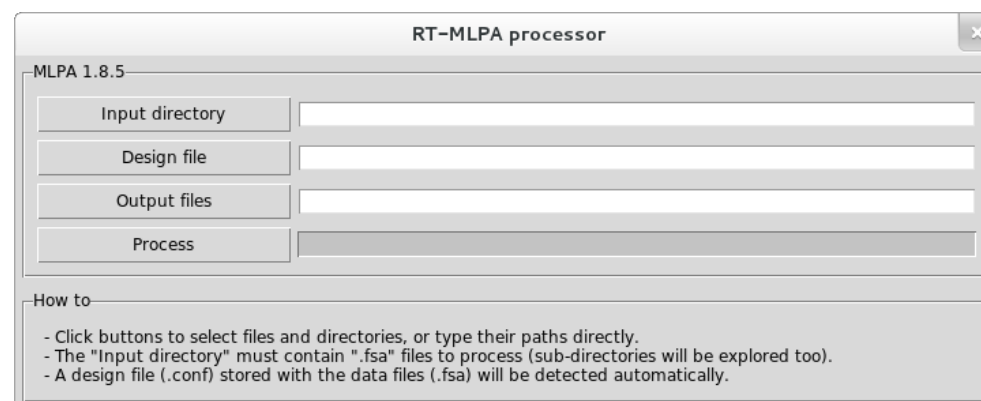 RT-MLPA processor
MLPA 1.8.5
Input directory
Design file
Output files
Process
How to
- Click buttons to select files and directories, or type their paths directly.
- The "Input directory" must contain ".fsa" files to process (sub-directories will be explored too).
- A design file (.conf) stored with the data files (.fsa) will be detected automatically.